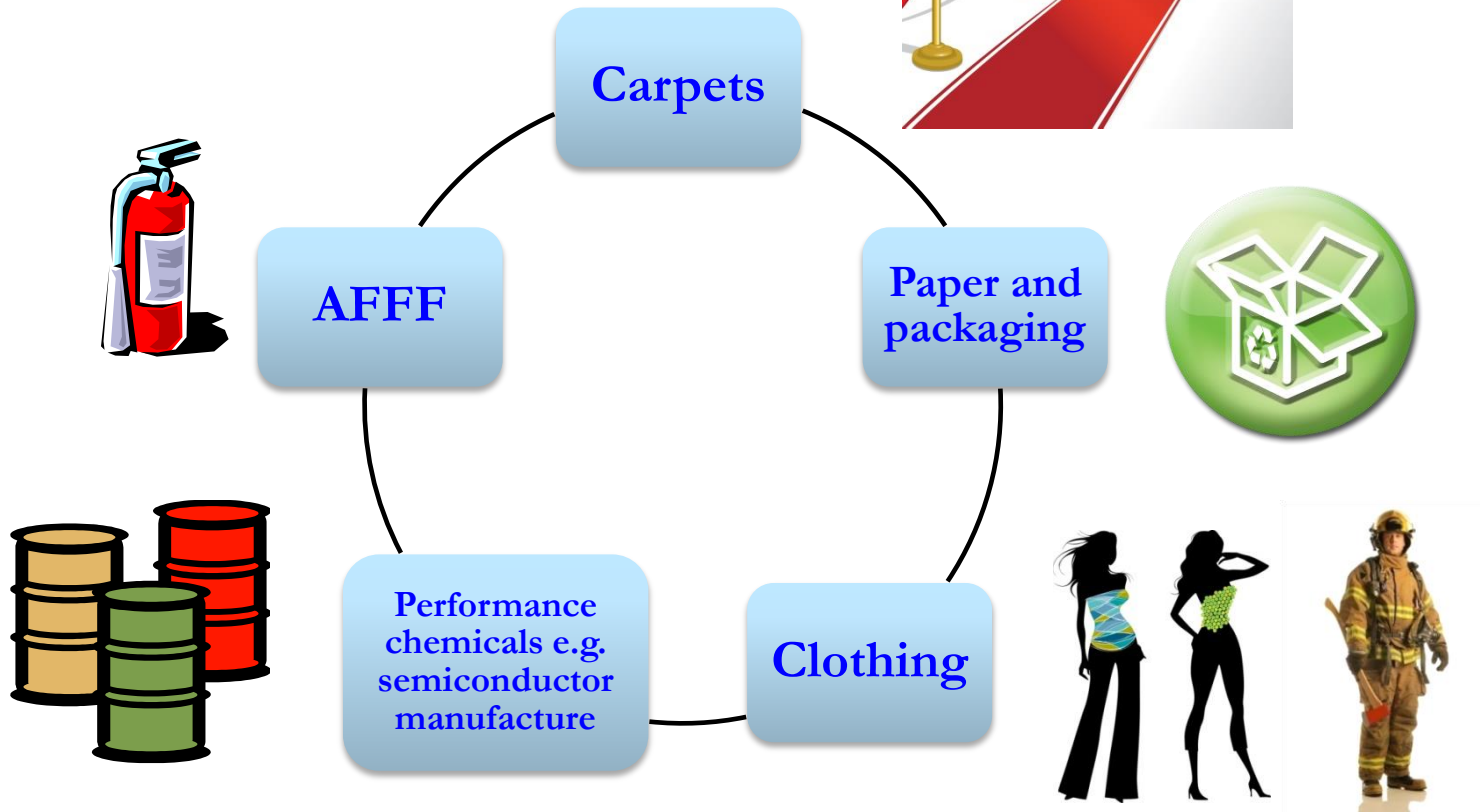 Carpets
AFFF
Paper and
packaging
Performance
chemicals e.g.
semiconductor
manufacture
Clothing